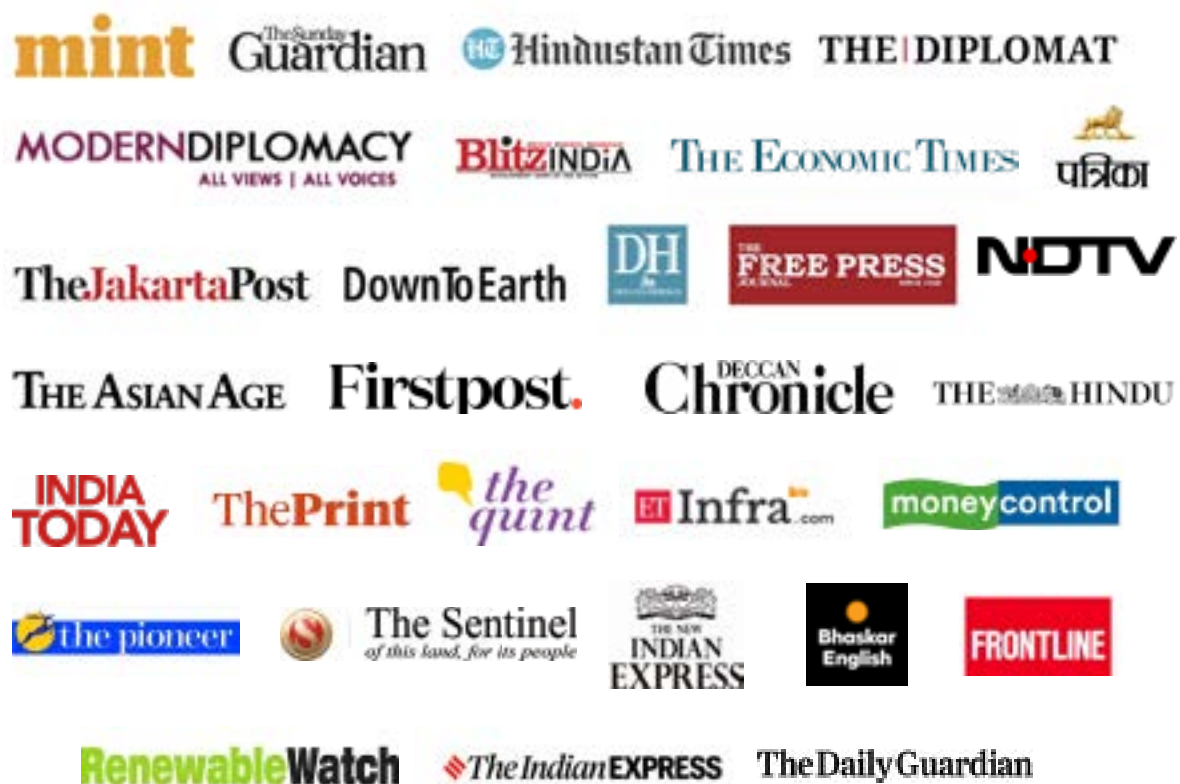 mint
The Sunday
Guardian
HT Hindustan Times
THE DIPLOMAT
MODERNDIPLOMACY
ALL VIEWS | ALL VOICES
Blitz INDiA
THE ECONOMIC TIMES
पत्रिका
TheJakartaPost
DownToEarth
DH
THE
FREE PRESS
JOURNAL
NDTV
THE ASIAN AGE
Firstpost.
DECCAN
Chronicle
THE HINDU
INDIA
TODAY
ThePrint
the
quint
ET Infra.com
moneycontrol
the pioneer
S
The Sentinel
of this land, for its people
THE NEW
INDIAN
EXPRESS
Bhaskar
English
FRONTLINE
RenewableWatch
The Indian EXPRESS
The Daily Guardian